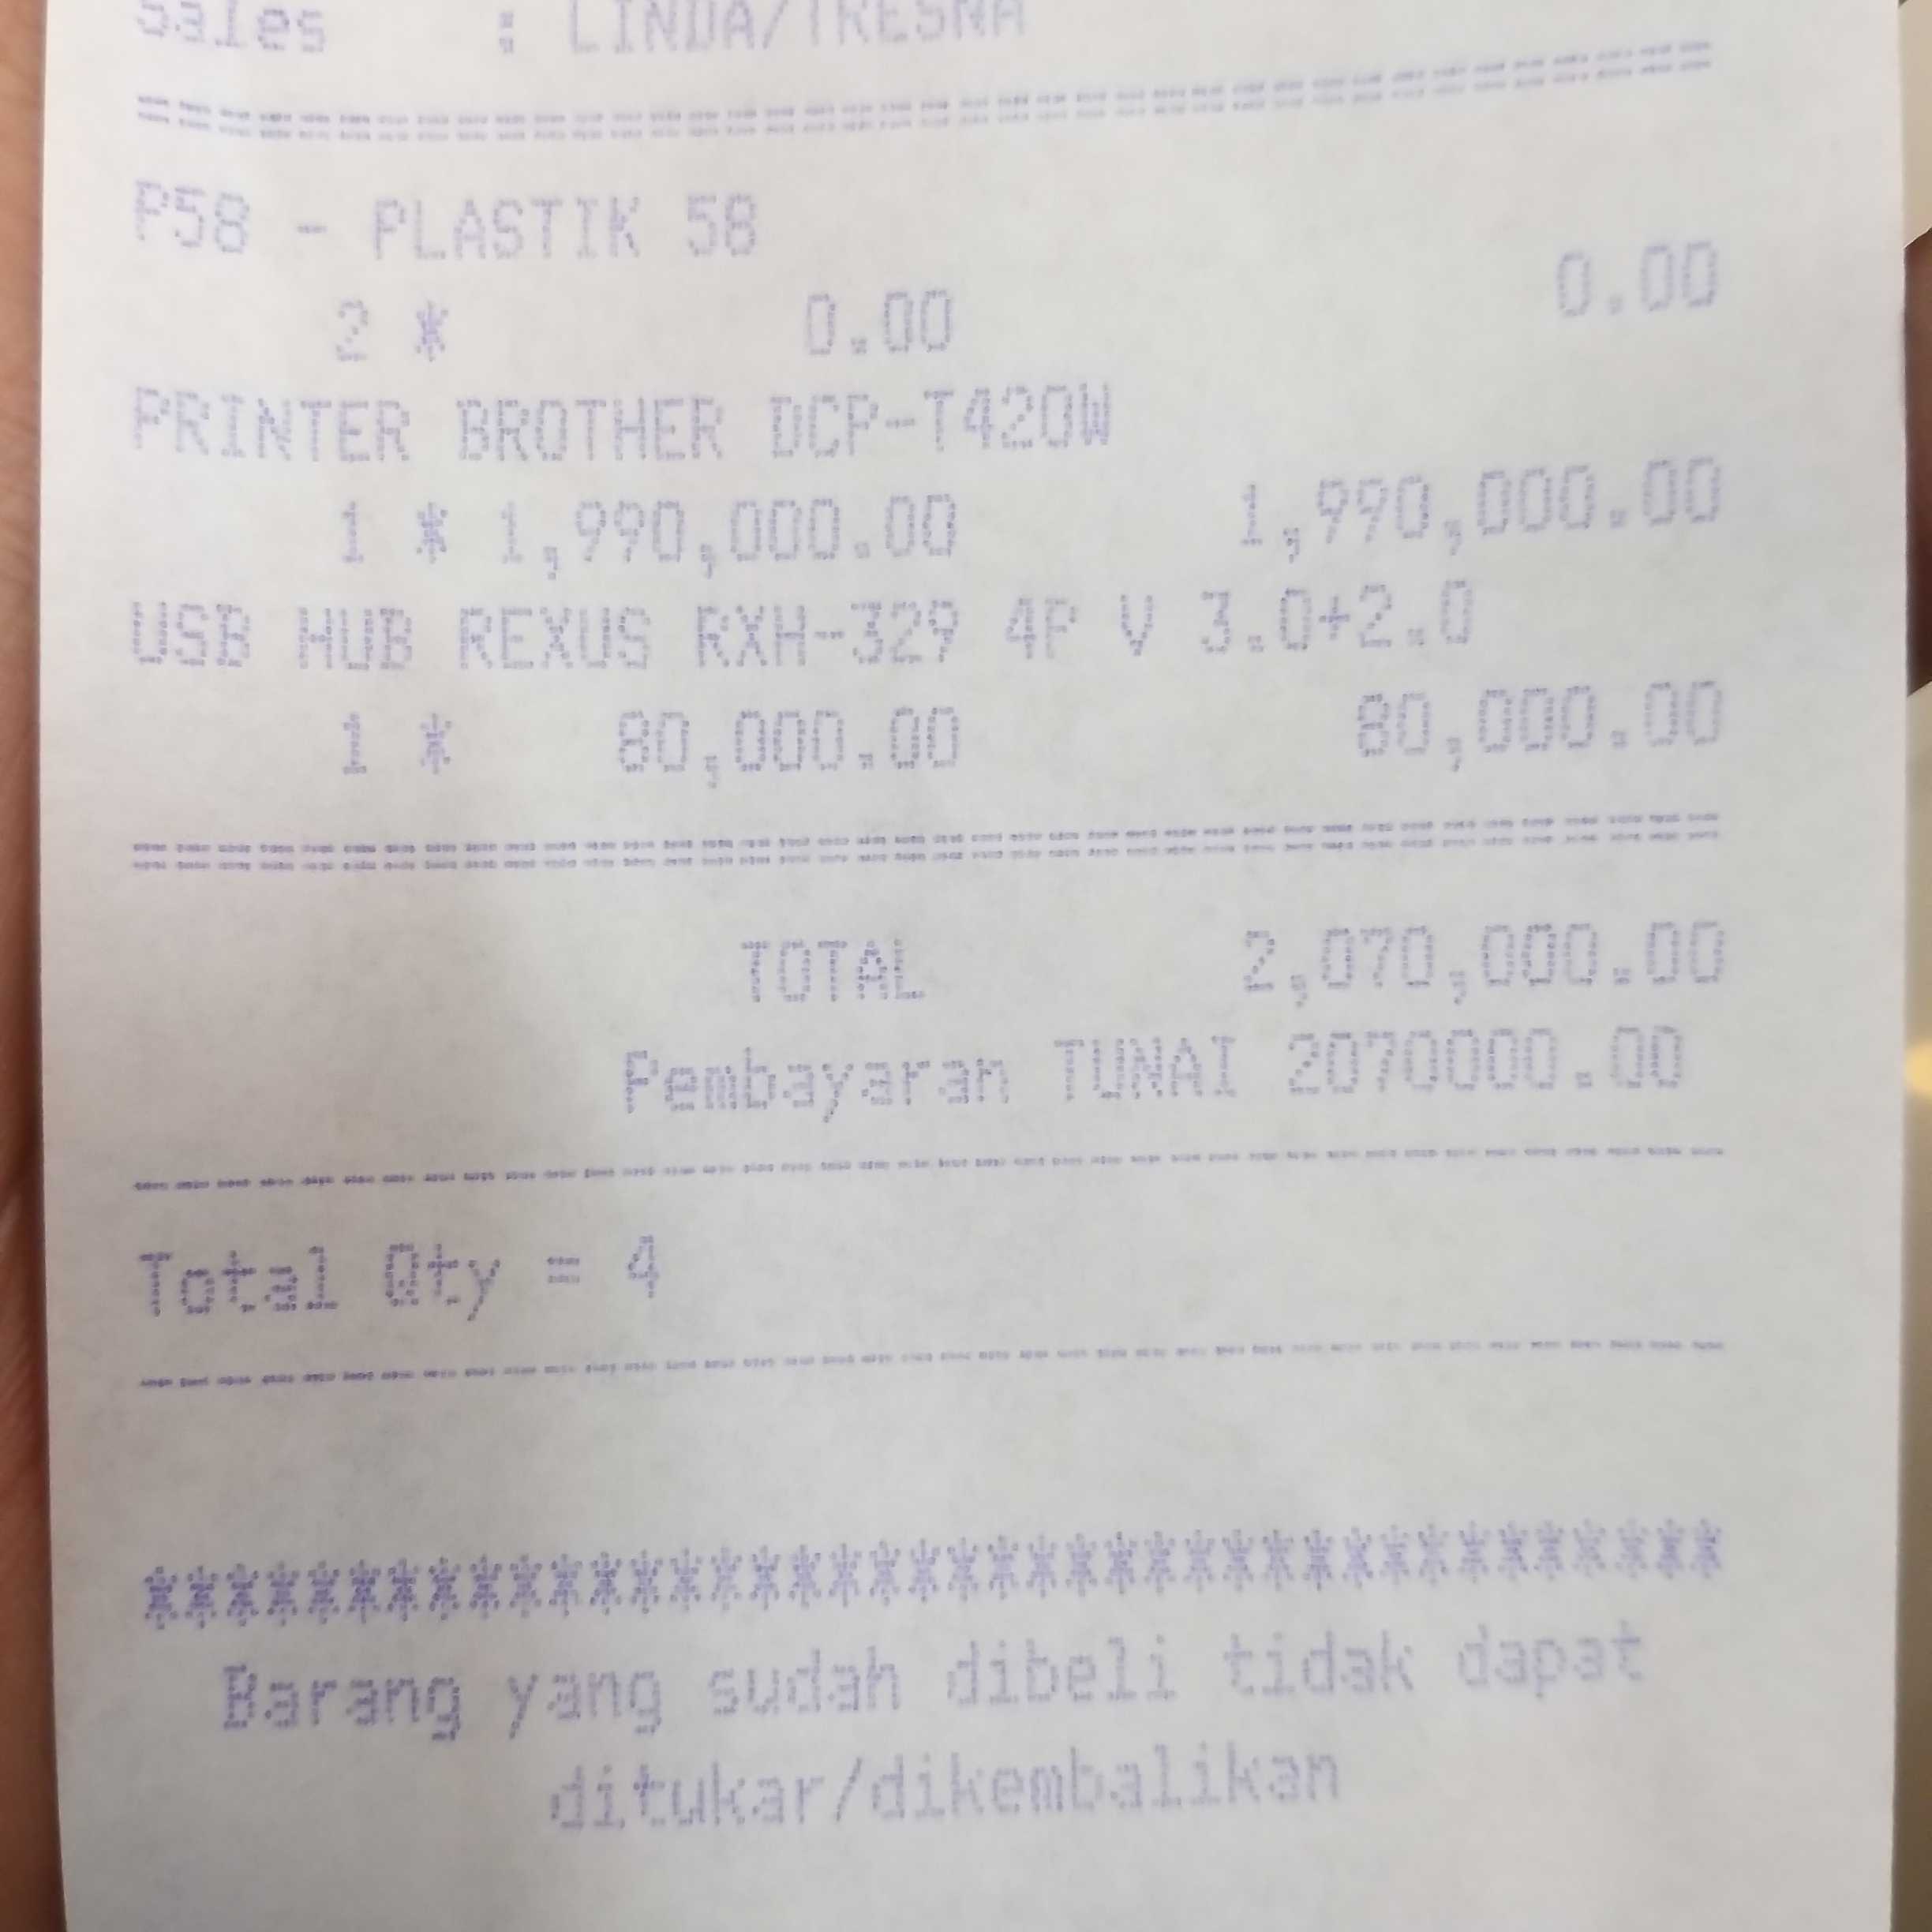 Sales : LINDA/TRESNA
P58 - PLASTIK 58
2 * 0.00 0.00
PRINTER BROTHER DCP-T420W
1 * 1,990,000.00 1,990,000.00
USB HUB REXUS RXH-329 4P V 3.0+2.0
1 * 80,000.00 80,000.00
TOTAL 2,070,000.00
Pembayaran TUNAI 2070000.00
Total Qty = 4
****************************************
Barang yang sudah dibeli tidak dapat
ditukar/dikembalikan